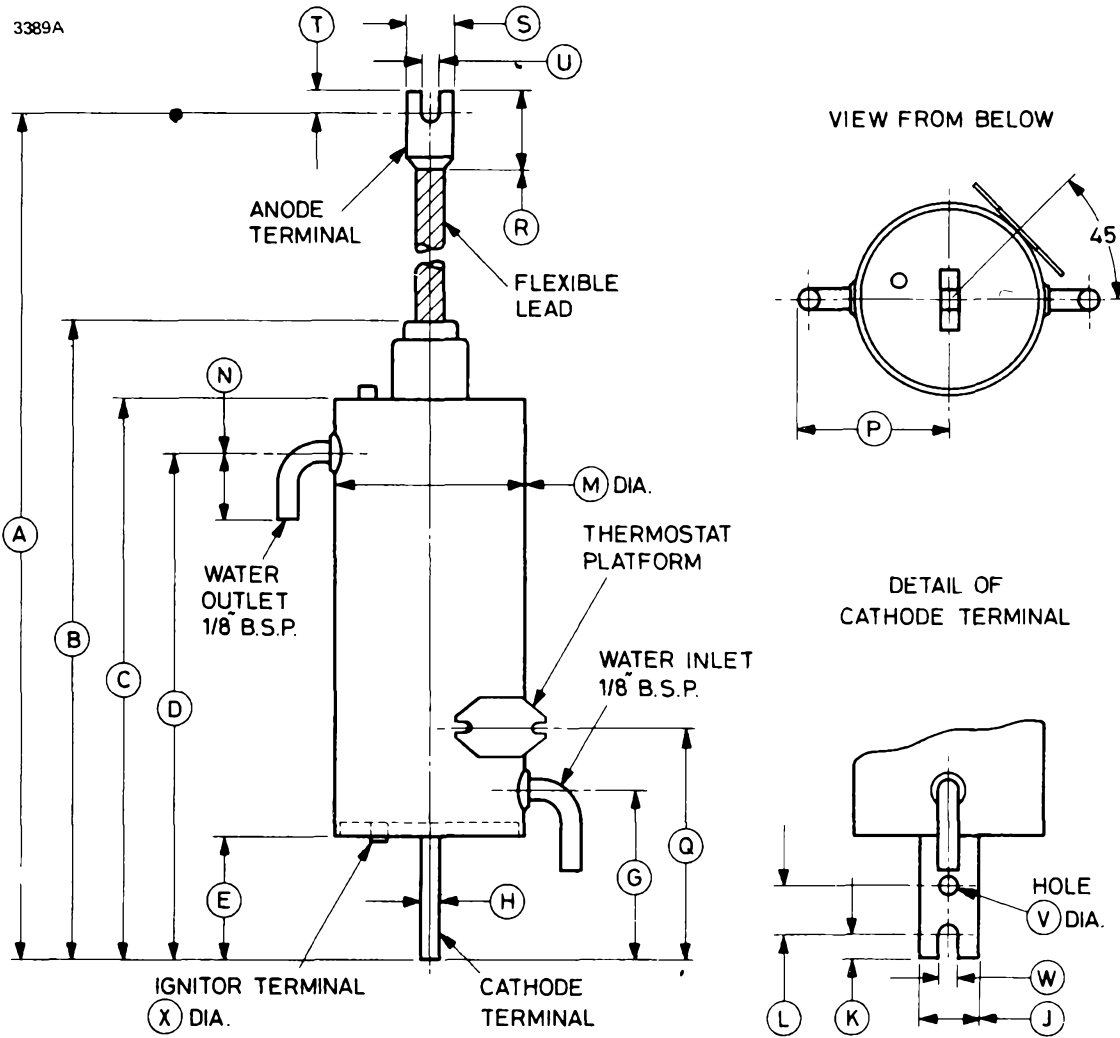 3389A
T
S
U
ANODE
TERMINAL
R
FLEXIBLE
LEAD
N
A
M DIA.
WATER
OUTLET
1/8" B.S.P.
THERMOSTAT
PLATFORM
B
C
D
WATER INLET
1/8" B.S.P.
E
H
G
Q
IGNITOR TERMINAL
X DIA.
CATHODE
TERMINAL
VIEW FROM BELOW
45
P
DETAIL OF
CATHODE TERMINAL
HOLE
V DIA.
W
L
K
J